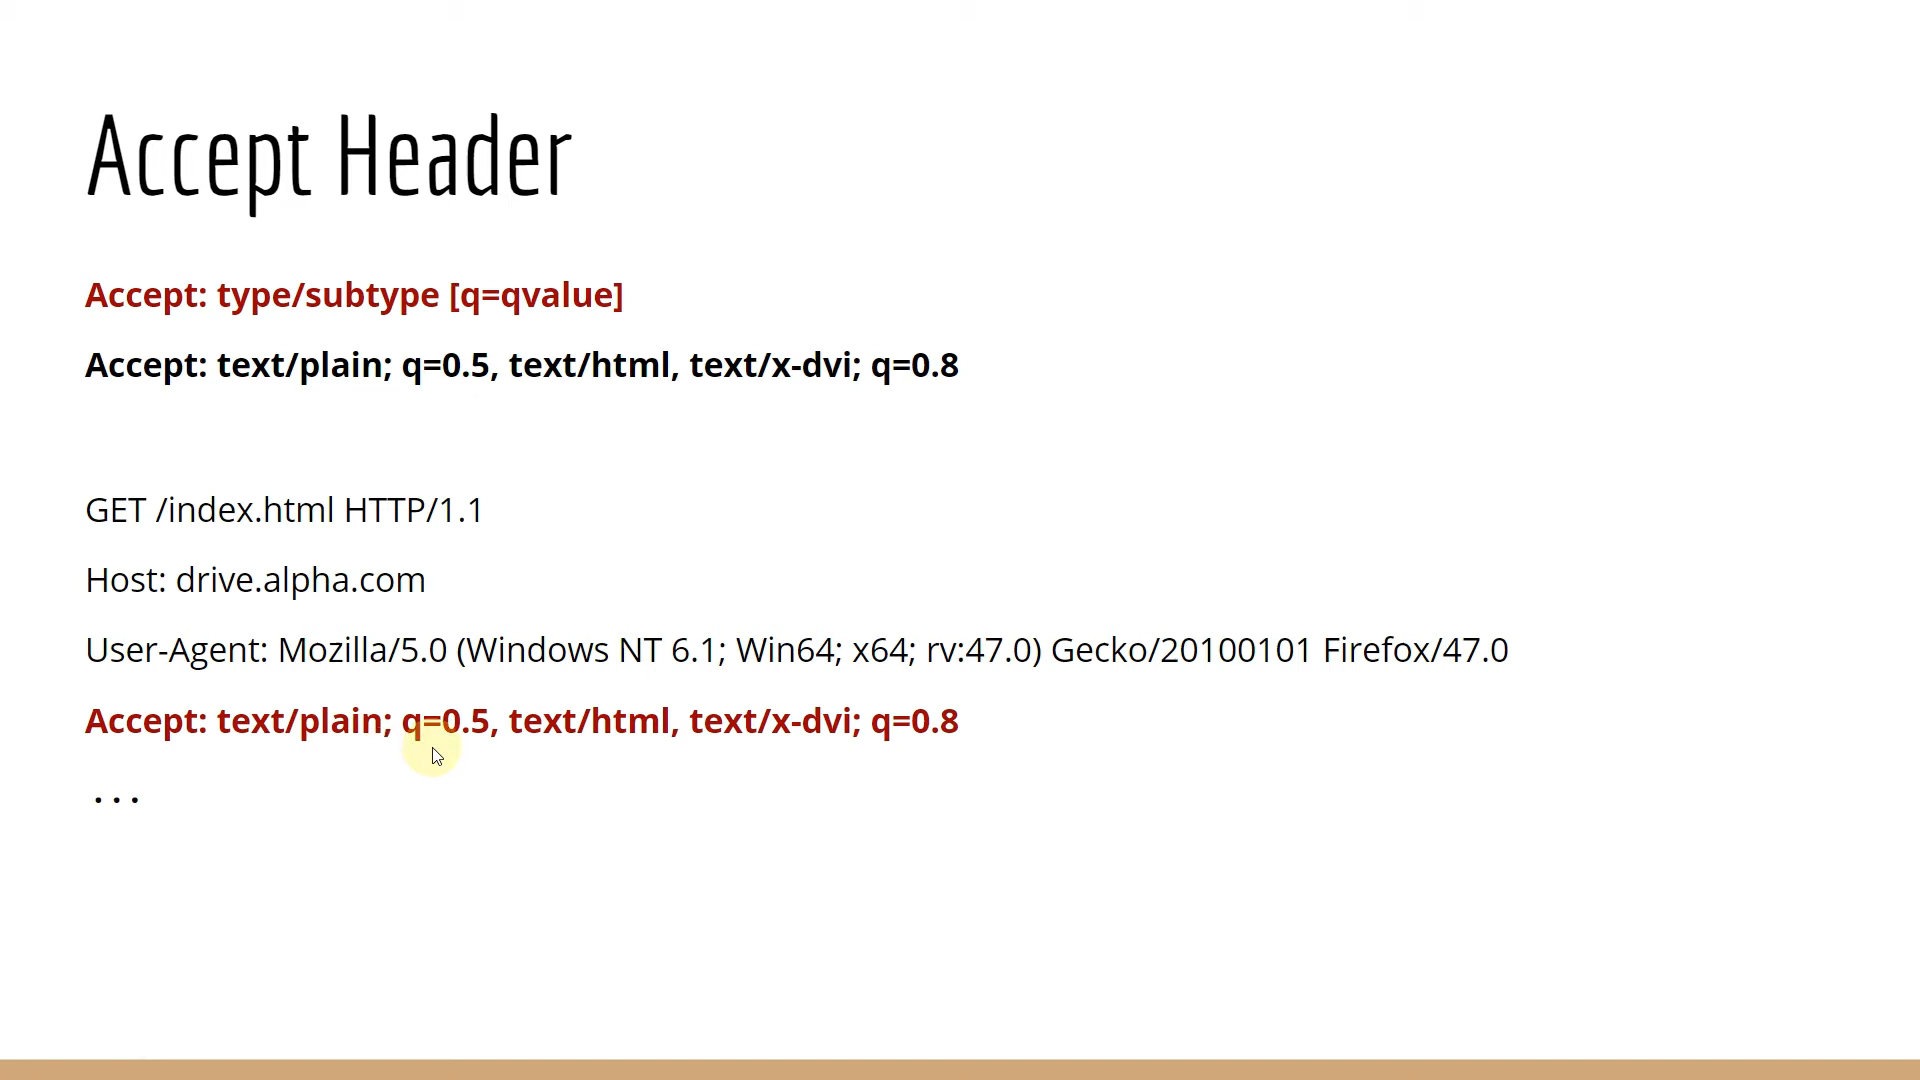 Accept Header
Accept: type/subtype [q=qvalue]
Accept: text/plain; q=0.5, text/html, text/x-dvi; q=0.8
GET /index.html HTTP/1.1
Host: drive.alpha.com
User-Agent: Mozilla/5.0 (Windows NT 6.1; Win64; x64; rv:47.0) Gecko/20100101 Firefox/47.0
Accept: text/plain; q=0.5, text/html, text/x-dvi; q=0.8
...